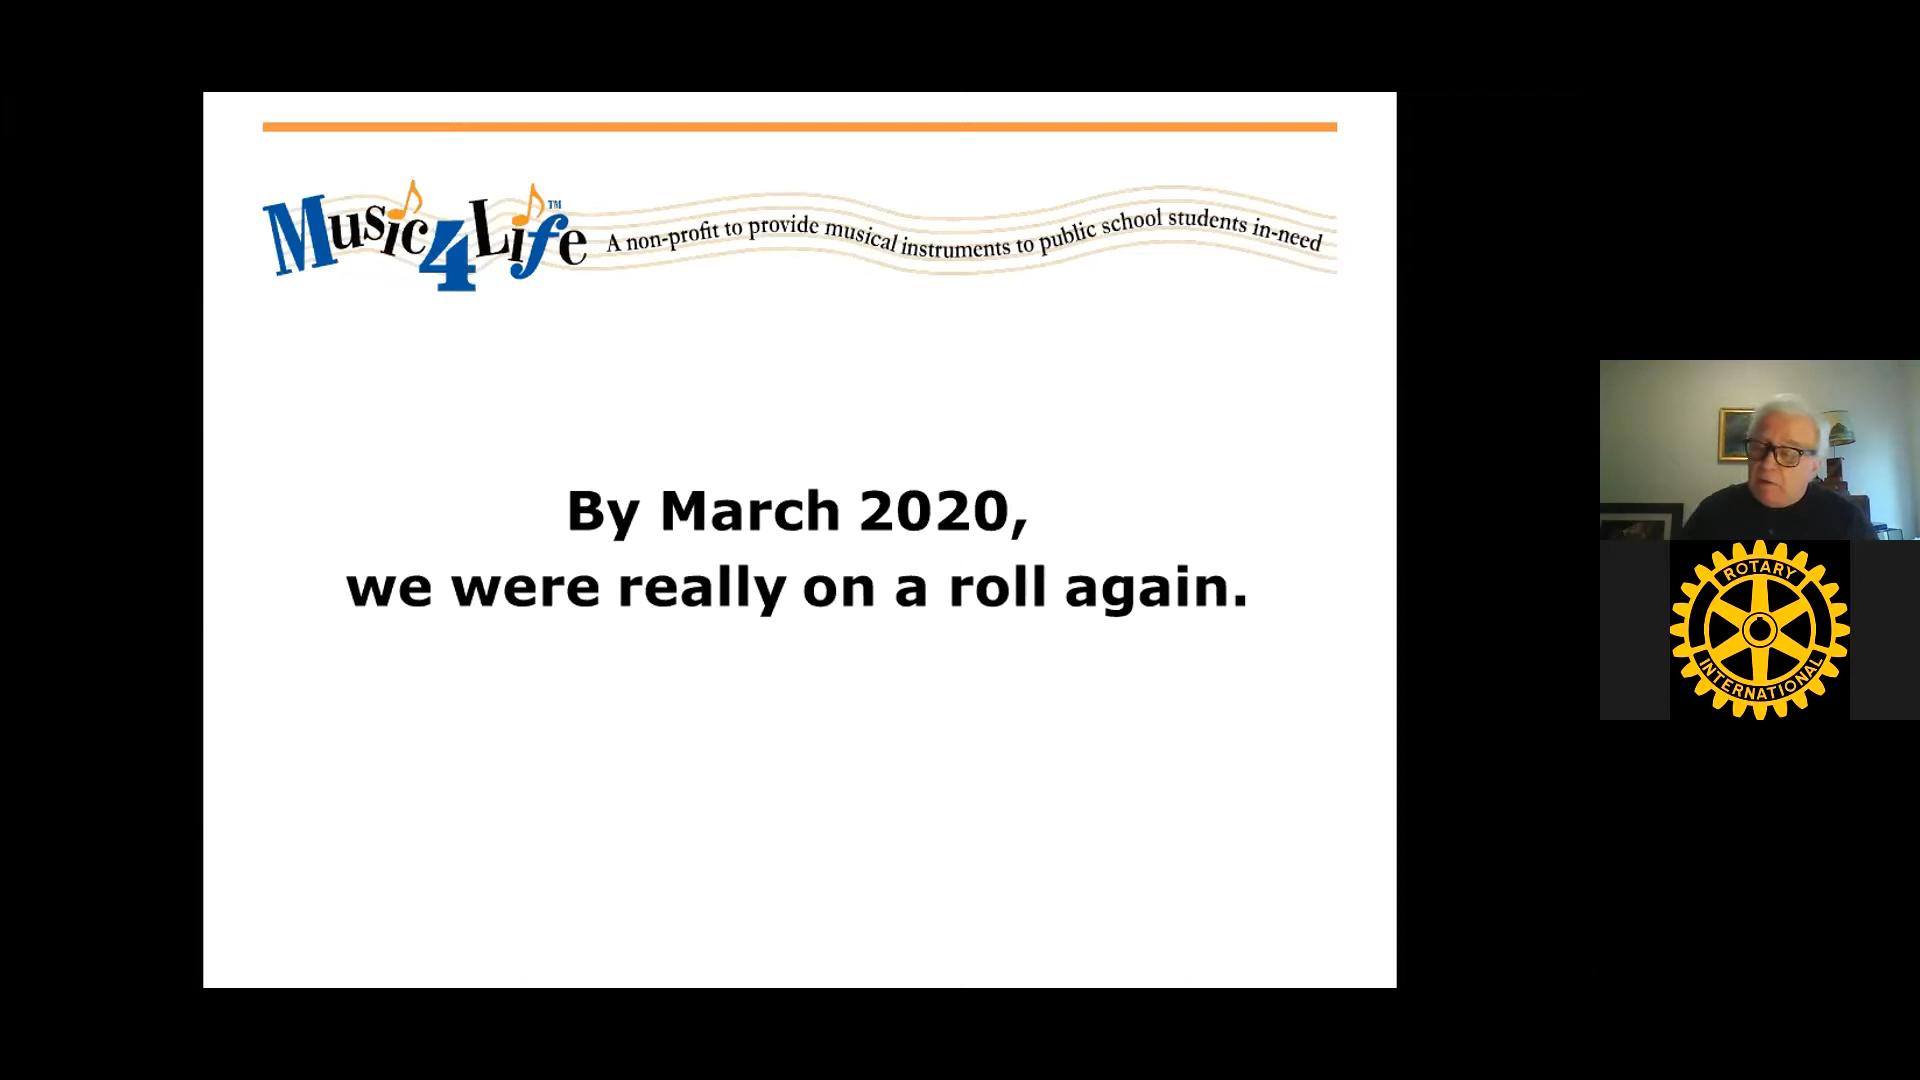 Music4Life™
A non-profit to provide musical instruments to public school students in-need
By March 2020,
we were really on a roll again.
ROTARY
INTERNATIONAL